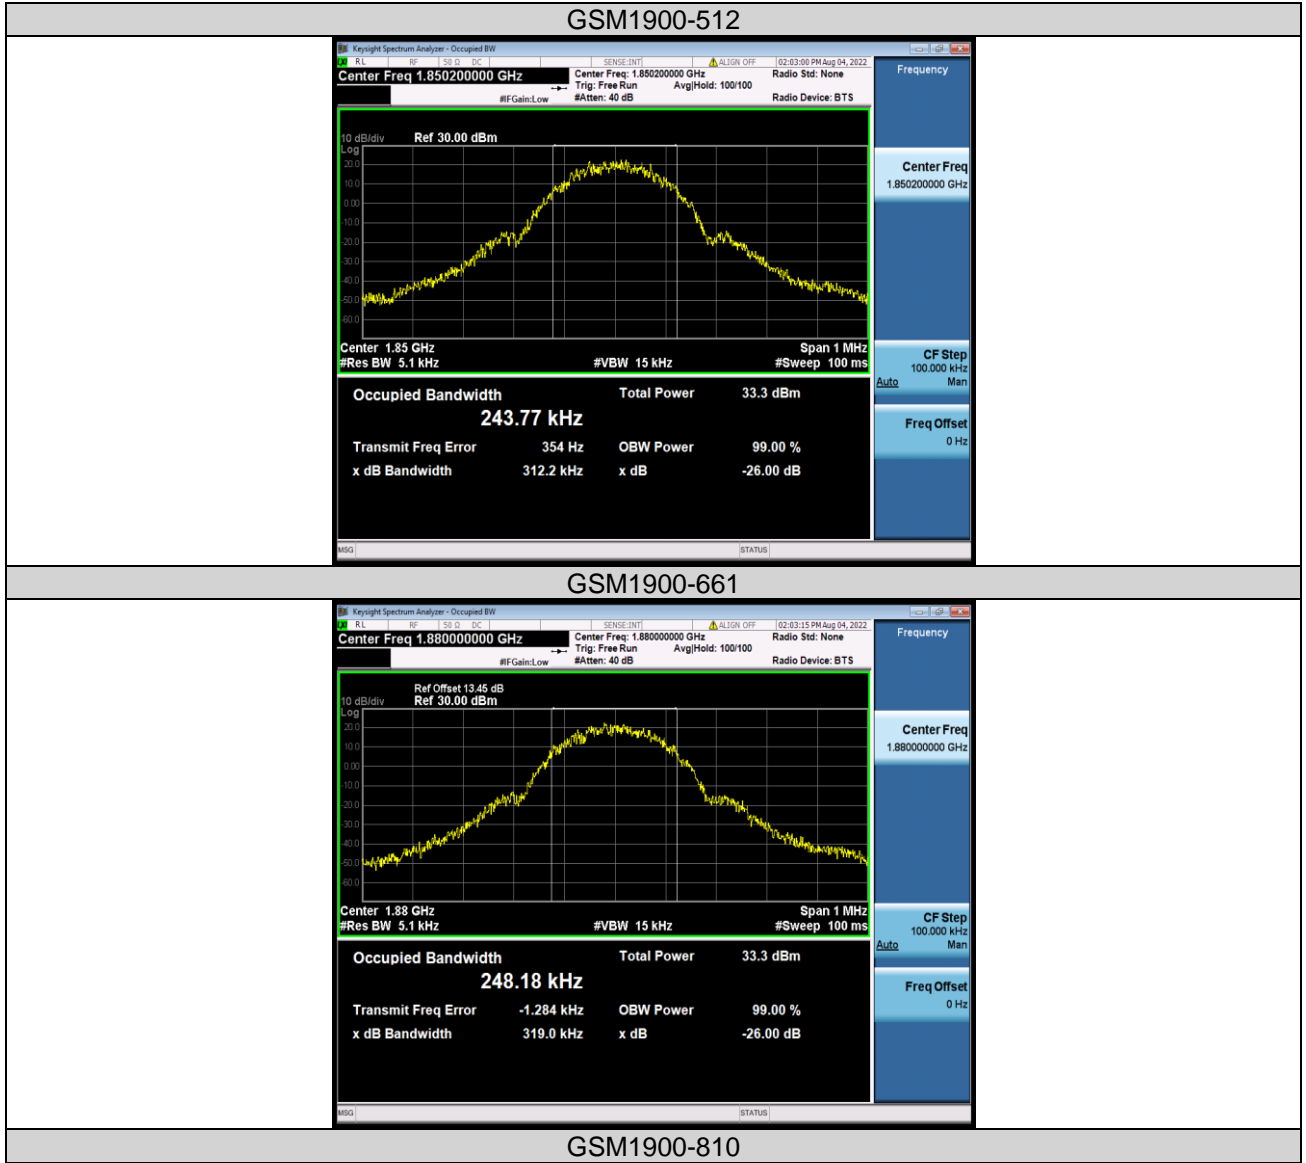 GSM1900-512
Keysight Spectrum Analyzer - Occupied BW
RL RF 50 Ω DC SENSE:INT ALIGN OFF 02:03:00 PM Aug 04, 2022
Center Freq 1.850200000 GHz Center Freq: 1.850200000 GHz Radio Std: None Frequency
Trig: Free Run Avg|Hold: 100/100
#IFGain:Low #Atten: 40 dB Radio Device: BTS
10 dB/div Ref 30.00 dBm
Log
20.0
10.0
0.00
-10.0
-20.0
-30.0
-40.0
-50.0
-60.0
Center Freq
1.850200000 GHz
Center 1.85 GHz Span 1 MHz
#Res BW 5.1 kHz #VBW 15 kHz #Sweep 100 ms
CF Step
100.000 kHz
Auto Man
Occupied Bandwidth Total Power 33.3 dBm
243.77 kHz
Transmit Freq Error 354 Hz OBW Power 99.00 %
x dB Bandwidth 312.2 kHz x dB -26.00 dB
Freq Offset
0 Hz
MSG STATUS
GSM1900-661
Keysight Spectrum Analyzer - Occupied BW
RL RF 50 Ω DC SENSE:INT ALIGN OFF 02:03:15 PM Aug 04, 2022
Center Freq 1.880000000 GHz Center Freq: 1.880000000 GHz Radio Std: None Frequency
Trig: Free Run Avg|Hold: 100/100
#IFGain:Low #Atten: 40 dB Radio Device: BTS
Ref Offset 13.45 dB
10 dB/div Ref 30.00 dBm
Log
20.0
10.0
0.00
-10.0
-20.0
-30.0
-40.0
-50.0
-60.0
Center Freq
1.880000000 GHz
Center 1.88 GHz Span 1 MHz
#Res BW 5.1 kHz #VBW 15 kHz #Sweep 100 ms
CF Step
100.000 kHz
Auto Man
Occupied Bandwidth Total Power 33.3 dBm
248.18 kHz
Transmit Freq Error -1.284 kHz OBW Power 99.00 %
x dB Bandwidth 319.0 kHz x dB -26.00 dB
Freq Offset
0 Hz
MSG STATUS
GSM1900-810